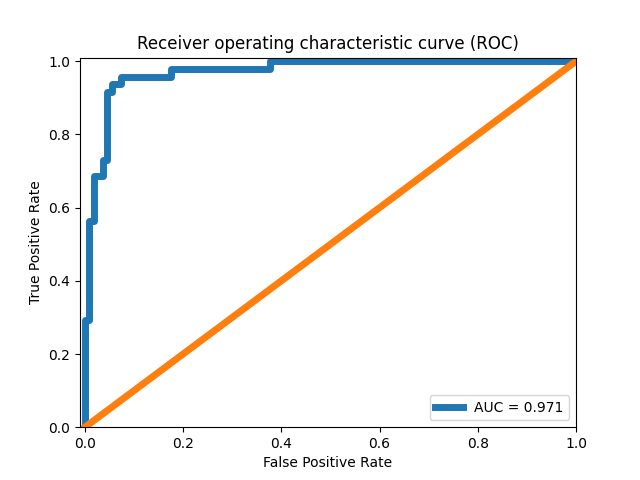 Receiver operating characteristic curve (ROC)
1.0
0.8
0.6
0.4
0.2
0.0
True Positive Rate
AUC = 0.971
0.0 0.2 0.4 0.6 0.8 1.0
False Positive Rate